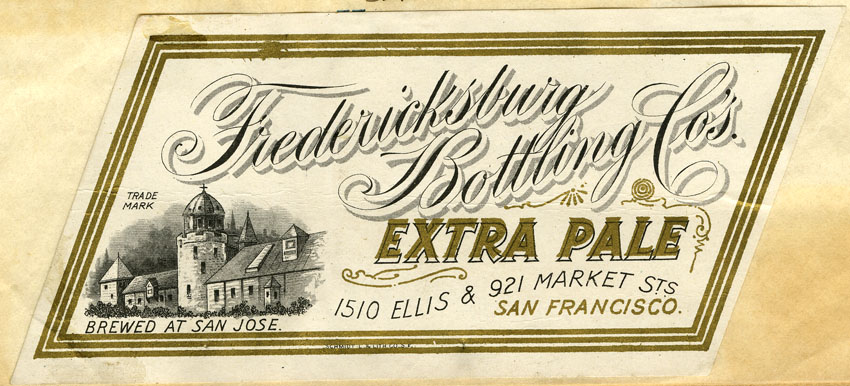 Fredericksburg
Bottling Co's.
EXTRA PALE
1510 ELLIS & 921 MARKET STS
SAN FRANCISCO.
TRADE
MARK
BREWED AT SAN JOSE.